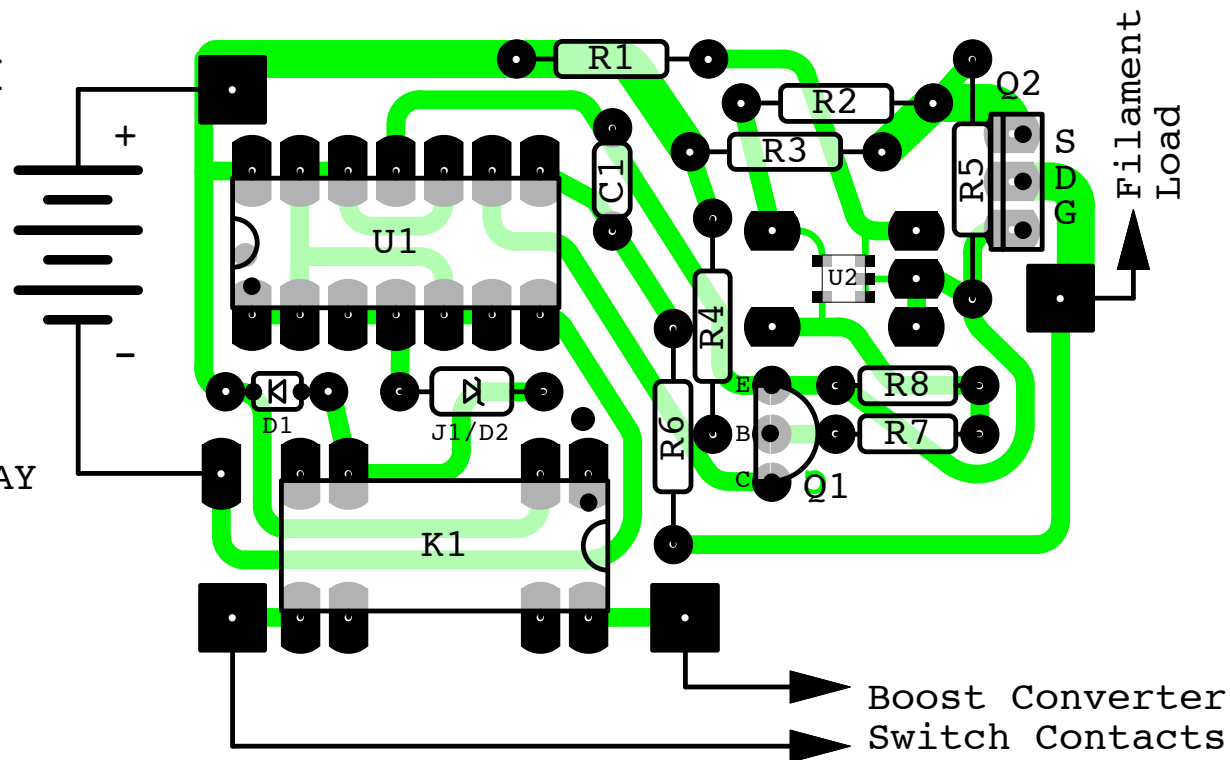 R1
Q2
R2
+
S
R3
Filament
Load
C1
R5
D
G
U1
U2
R4
−
E
R8
D1
J1/D2
B
R7
R6
C
Q1
AY
K1
Boost Converter
Switch Contacts